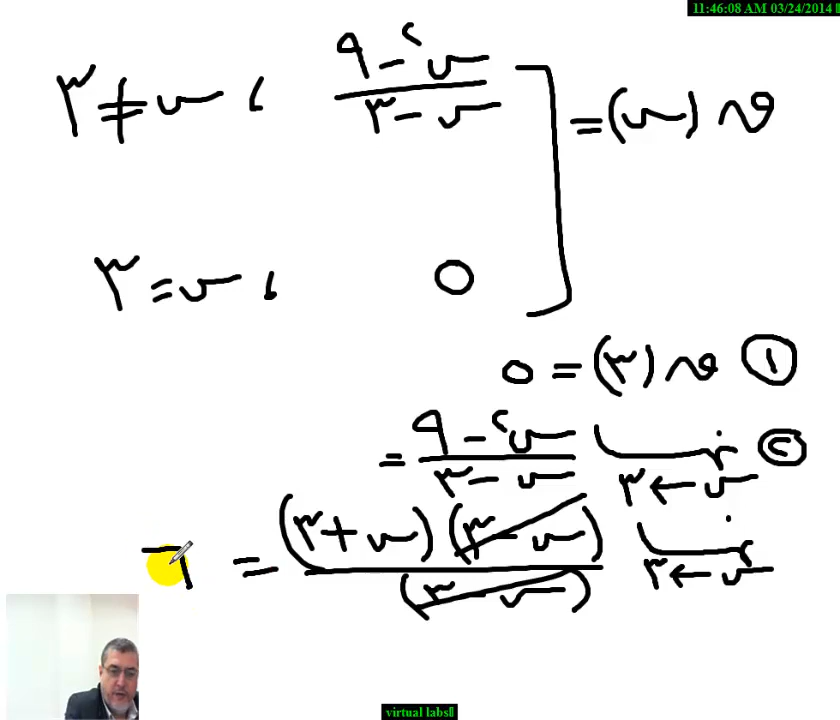 11:46:08 AM 03/24/2014
ن (س) = [ (س² − ٩) / (س − ٣) ، س ≠ ٣
٥ ، س = ٣
① ن (٣) = ٥
② نها س ← ٣ (س² − ٩) / (س − ٣) =
نها س ← ٣ (س − ٣) (س + ٣) / (س − ٣) = ٦
virtual labs